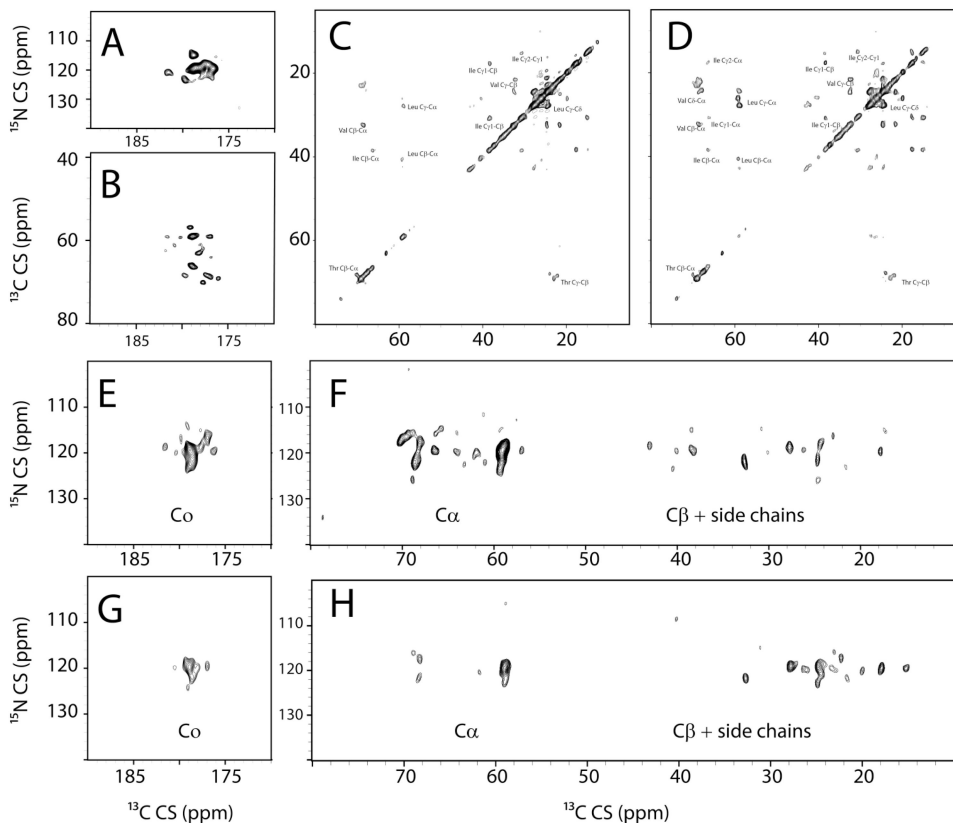 A
B
C
D
E
F
G
H
¹⁵N CS (ppm)
110
120
130
185
175
¹³C CS (ppm)
40
60
80
185
175
20
40
60
60
40
20
Ile Cγ2-Cγ1
Ile Cγ1-Cβ
Val Cγ-Cβ
Leu Cγ-Cα
Leu Cγ-Cδ
Val Cβ-Cα
Ile Cγ1-Cβ
Ile Cβ-Cα
Leu Cβ-Cα
Thr Cβ-Cα
Thr Cγ-Cβ
20
40
60
60
40
20
Ile Cγ2-Cα
Ile Cγ2-Cγ1
Ile Cγ1-Cβ
Val Cγ-Cβ
Val Cδ-Cα
Leu Cγ-Cα
Leu Cγ-Cδ
Val Cβ-Cα
Ile Cγ1-Cα
Ile Cγ1-Cβ
Ile Cβ-Cα
Leu Cβ-Cα
Thr Cβ-Cα
Thr Cγ-Cβ
¹⁵N CS (ppm)
110
120
130
185
175
Co
110
120
130
70
60
50
40
30
20
Cα
Cβ + side chains
¹⁵N CS (ppm)
110
120
130
185
175
Co
¹³C CS (ppm)
110
120
130
70
60
50
40
30
20
Cα
Cβ + side chains
¹³C CS (ppm)